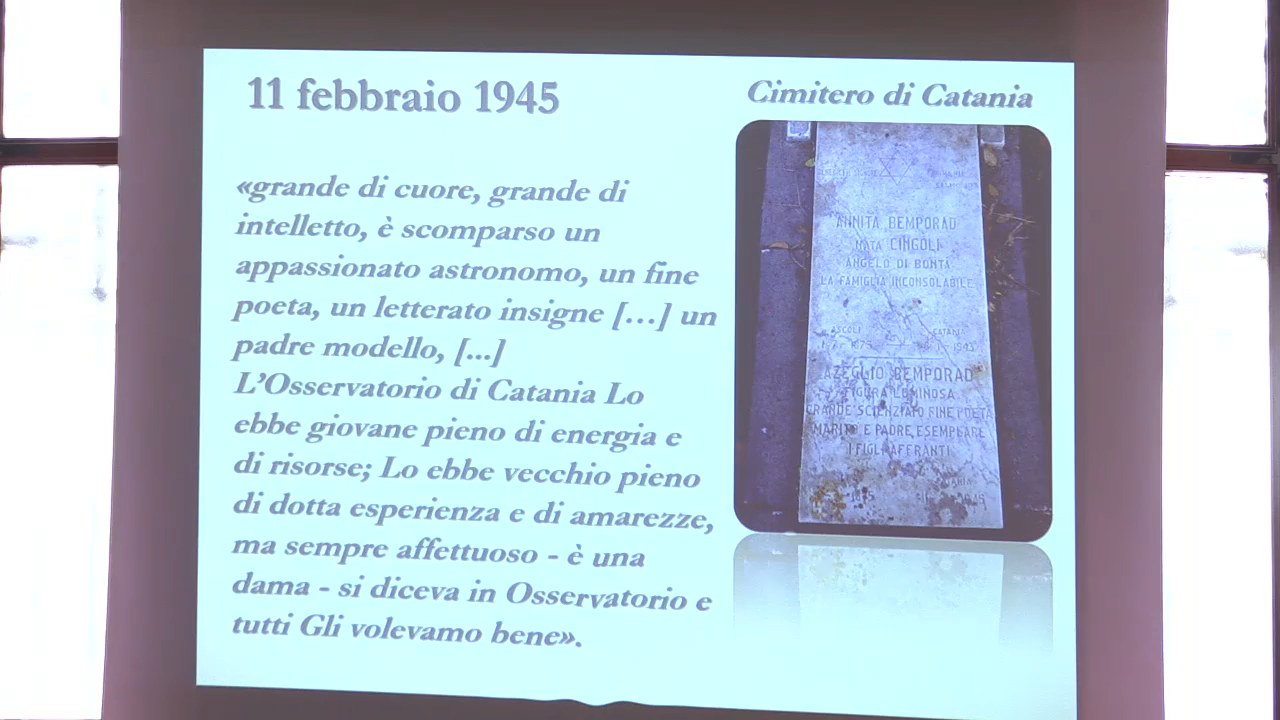 11 febbraio 1945
«grande di cuore, grande di
intelletto, è scomparso un
appassionato astronomo, un fine
poeta, un letterato insigne […] un
padre modello, [...]
L'Osservatorio di Catania Lo
ebbe giovane pieno di energia e
di risorse; Lo ebbe vecchio pieno
di dotta esperienza e di amarezze,
ma sempre affettuoso - è una
dama - si diceva in Osservatorio e
tutti Gli volevamo bene».
Cimitero di Catania
ANNITA BEMPORAD
NATA CINGOLI
ANGELO DI BONTA'
LA FAMIGLIA INCONSOLABILE
ASCOLI CATANIA
1943
AZEGLIO BEMPORAD
FIGURA LUMINOSA
GRANDE SCIENZIATO FINE POETA
MARITO E PADRE ESEMPLARE
I FIGLI AFFRANTI